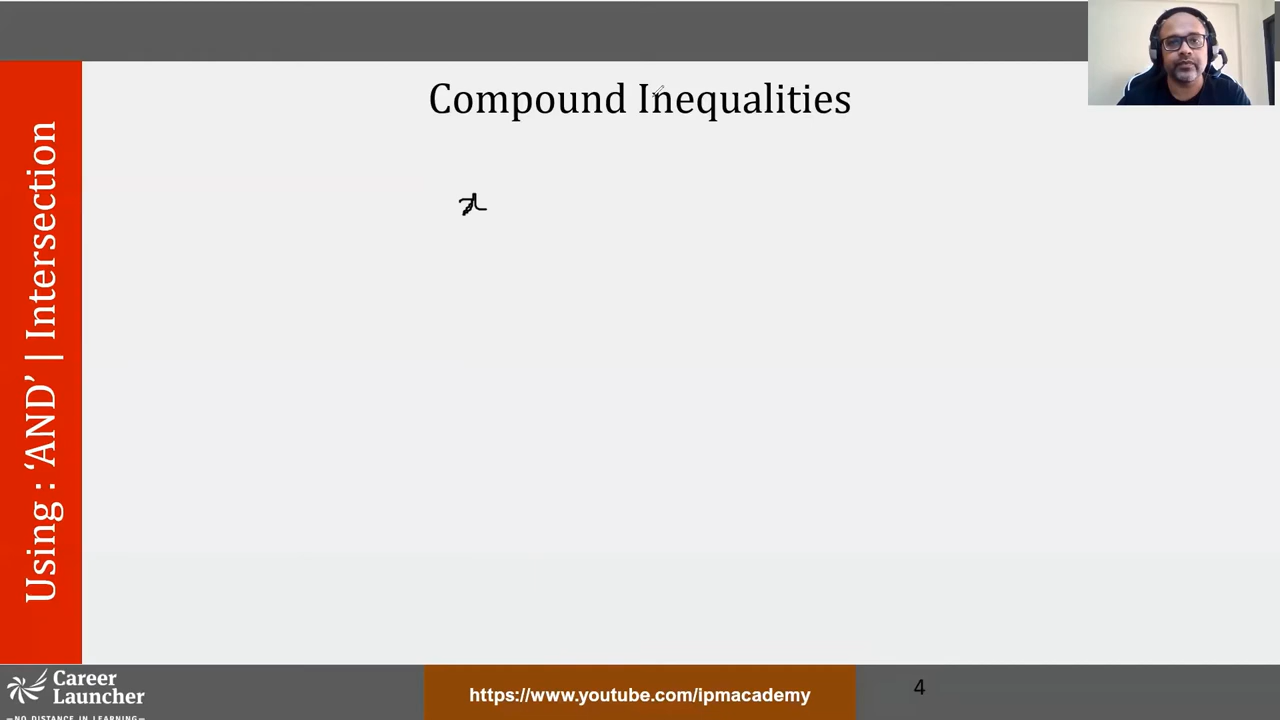 Compound Inequalities
x
Using : ‘AND’ | Intersection
Career
Launcher
—NO DISTANCE IN LEARNING—
https://www.youtube.com/ipmacademy
4